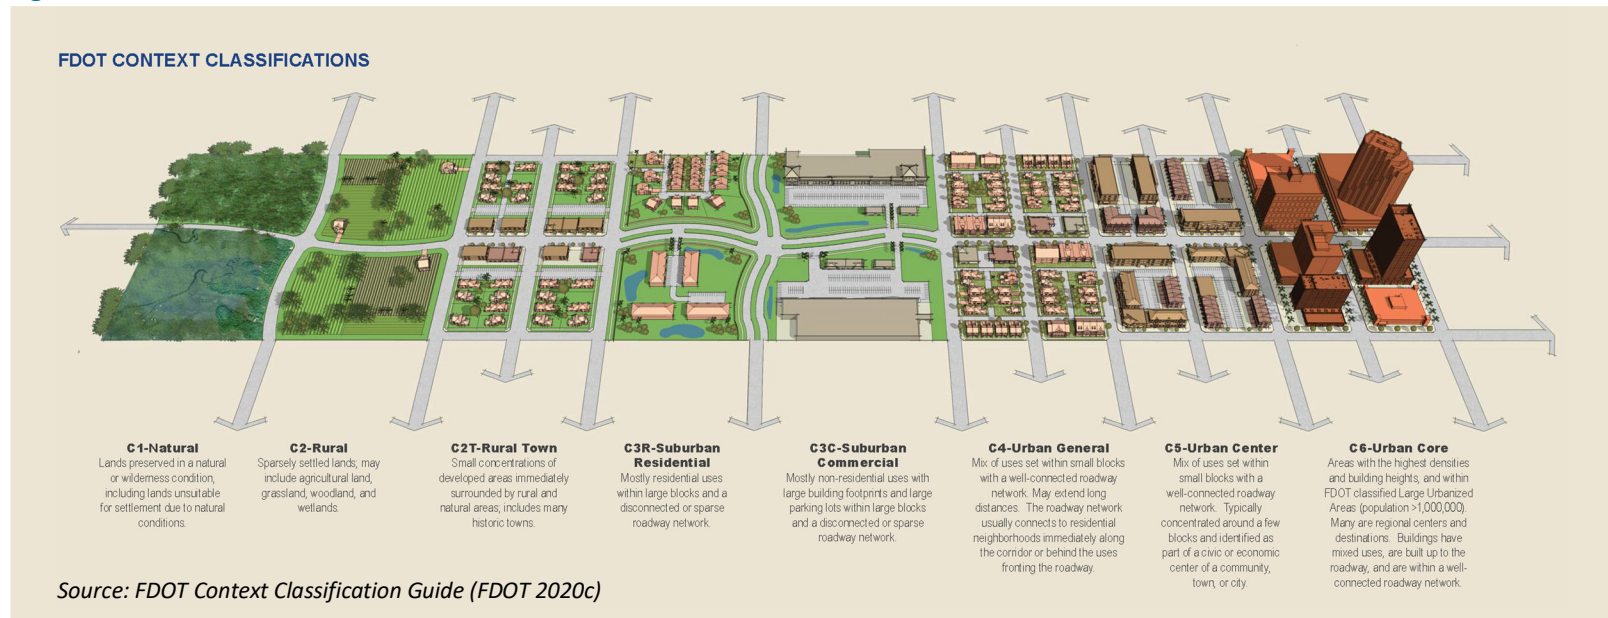 FDOT CONTEXT CLASSIFICATIONS
C1-Natural
Lands preserved in a natural
or wilderness condition,
including lands unsuitable
for settlement due to natural
conditions.
C2-Rural
Sparsely settled lands; may
include agricultural land,
grassland, woodland, and
wetlands.
C2T-Rural Town
Small concentrations of
developed areas immediately
surrounded by rural and
natural areas; includes many
historic towns.
C3R-Suburban
Residential
Mostly residential uses
within large blocks and a
disconnected or sparse
roadway network.
C3C-Suburban
Commercial
Mostly non-residential uses with
large building footprints and large
parking lots within large blocks
and a disconnected or sparse
roadway network.
C4-Urban General
Mix of uses set within small blocks
with a well-connected roadway
network. May extend long
distances. The roadway network
usually connects to residential
neighborhoods immediately along
the corridor or behind the uses
fronting the roadway.
C5-Urban Center
Mix of uses set within
small blocks with a
well-connected roadway
network. Typically
concentrated around a few
blocks and identified as
part of a civic or economic
center of a community,
town, or city.
C6-Urban Core
Areas with the highest densities
and building heights, and within
FDOT classified Large Urbanized
Areas (population >1,000,000).
Many are regional centers and
destinations. Buildings have
mixed uses, are built up to the
roadway, and are within a well-
connected roadway network.
Source: FDOT Context Classification Guide (FDOT 2020c)